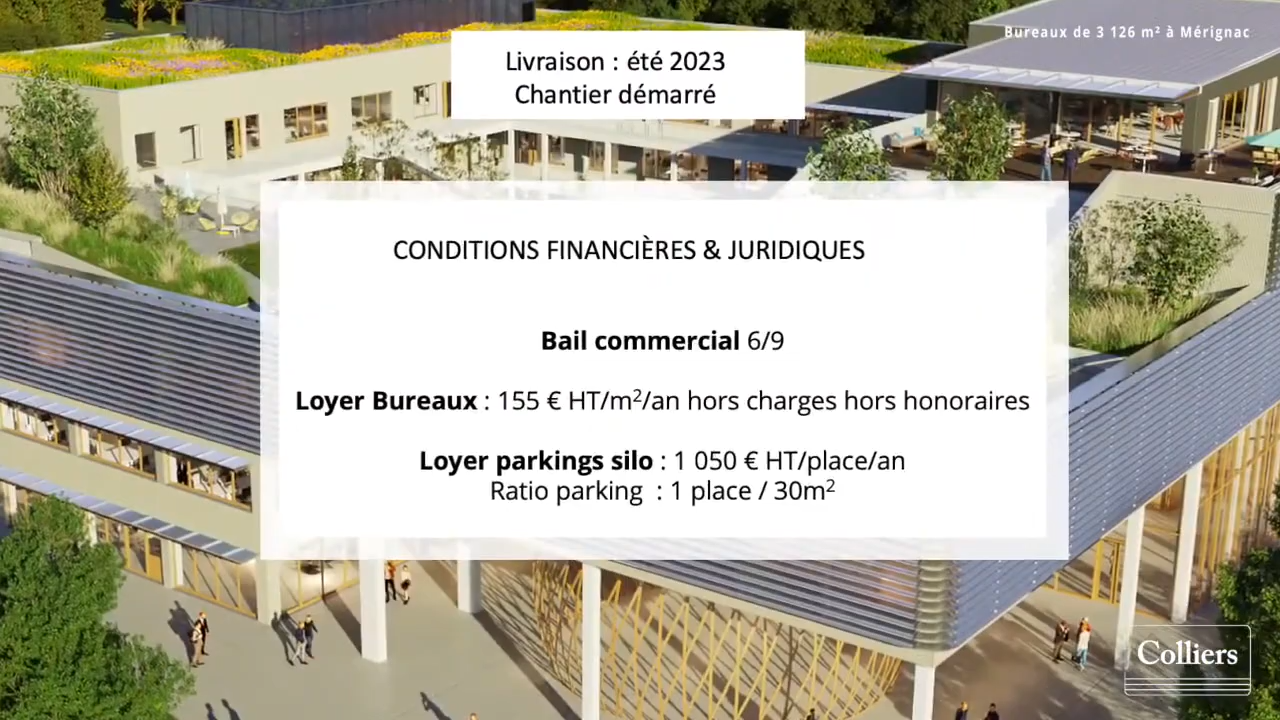 Bureaux de 3 126 m² à Mérignac
Livraison : été 2023
Chantier démarré
CONDITIONS FINANCIÈRES & JURIDIQUES
Bail commercial 6/9
Loyer Bureaux : 155 € HT/m²/an hors charges hors honoraires
Loyer parkings silo : 1 050 € HT/place/an
Ratio parking : 1 place / 30m²
Colliers